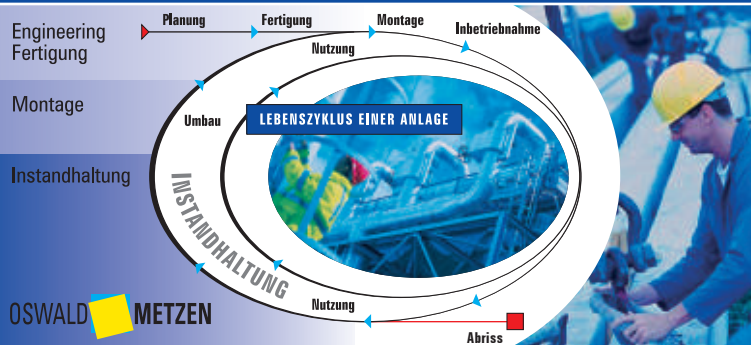 Engineering
Fertigung
Montage
Instandhaltung
Planung
Fertigung
Montage
Inbetriebnahme
Nutzung
Umbau
LEBENSZYKLUS EINER ANLAGE
INSTANDHALTUNG
Nutzung
Abriss
OSWALD METZEN